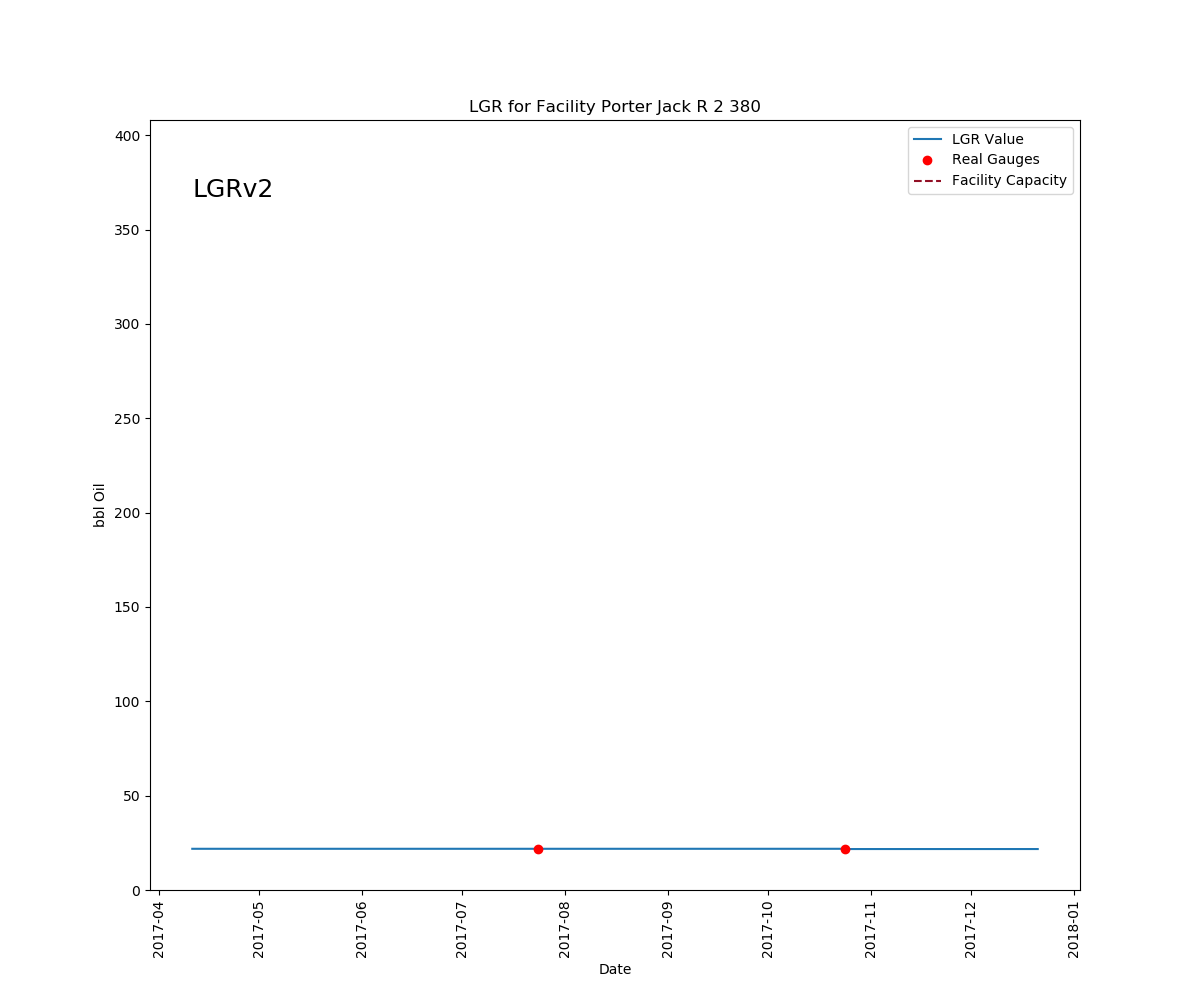 LGR for Facility Porter Jack R 2 380
LGR Value
Real Gauges
Facility Capacity
LGRv2
400
350
300
250
200
150
100
50
0
bbl Oil
2017-04
2017-05
2017-06
2017-07
2017-08
2017-09
2017-10
2017-11
2017-12
2018-01
Date